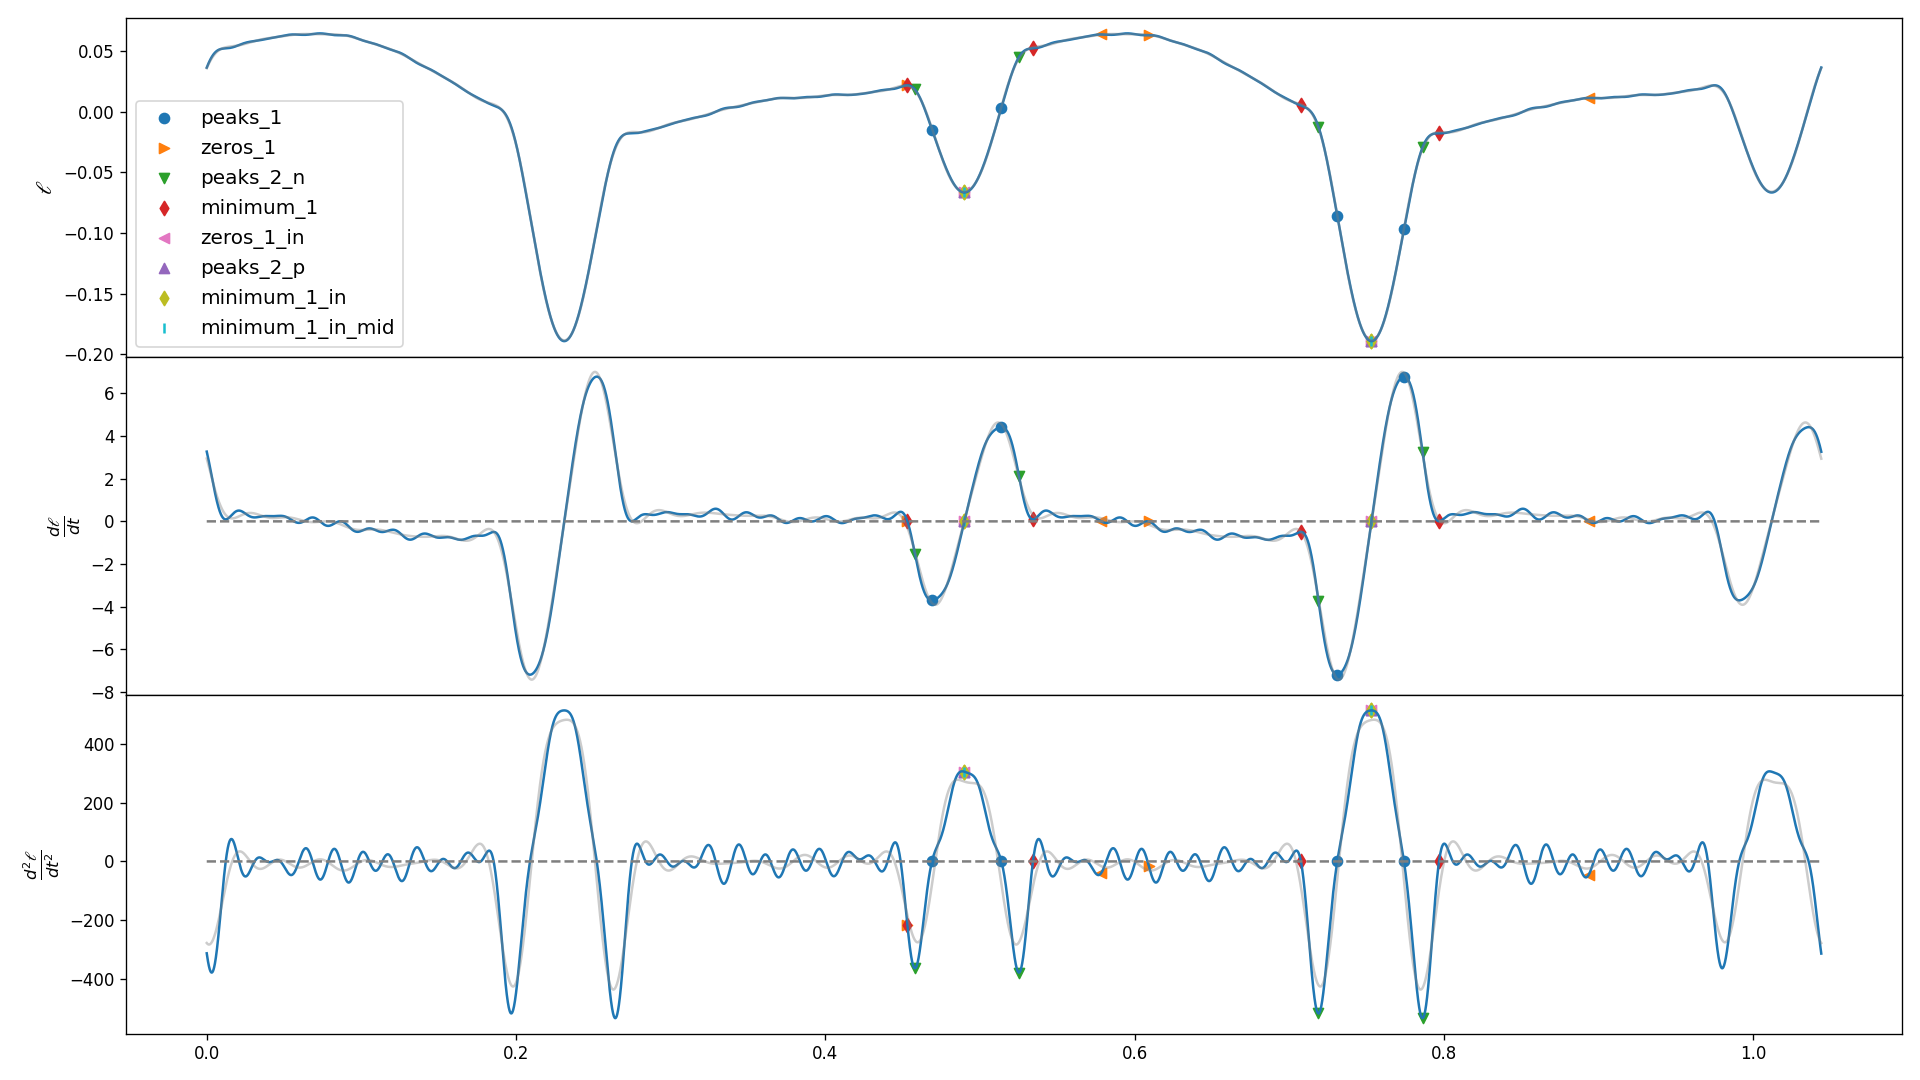 0.05
0.00
−0.05
−0.10
−0.15
−0.20
ℓ
peaks_1
zeros_1
peaks_2_n
minimum_1
zeros_1_in
peaks_2_p
minimum_1_in
minimum_1_in_mid
6
4
2
0
−2
−4
−6
−8
dℓ
dt
400
200
0
−200
−400
d²ℓ
dt²
0.0 0.2 0.4 0.6 0.8 1.0